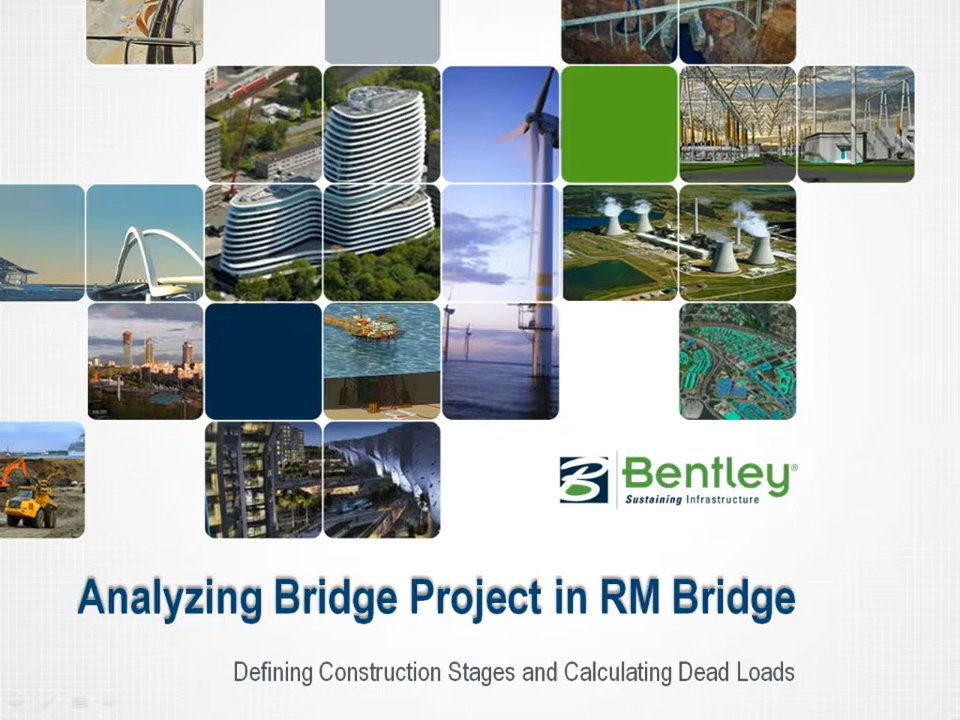 Bentley®
Sustaining Infrastructure
Analyzing Bridge Project in RM Bridge
Defining Construction Stages and Calculating Dead Loads